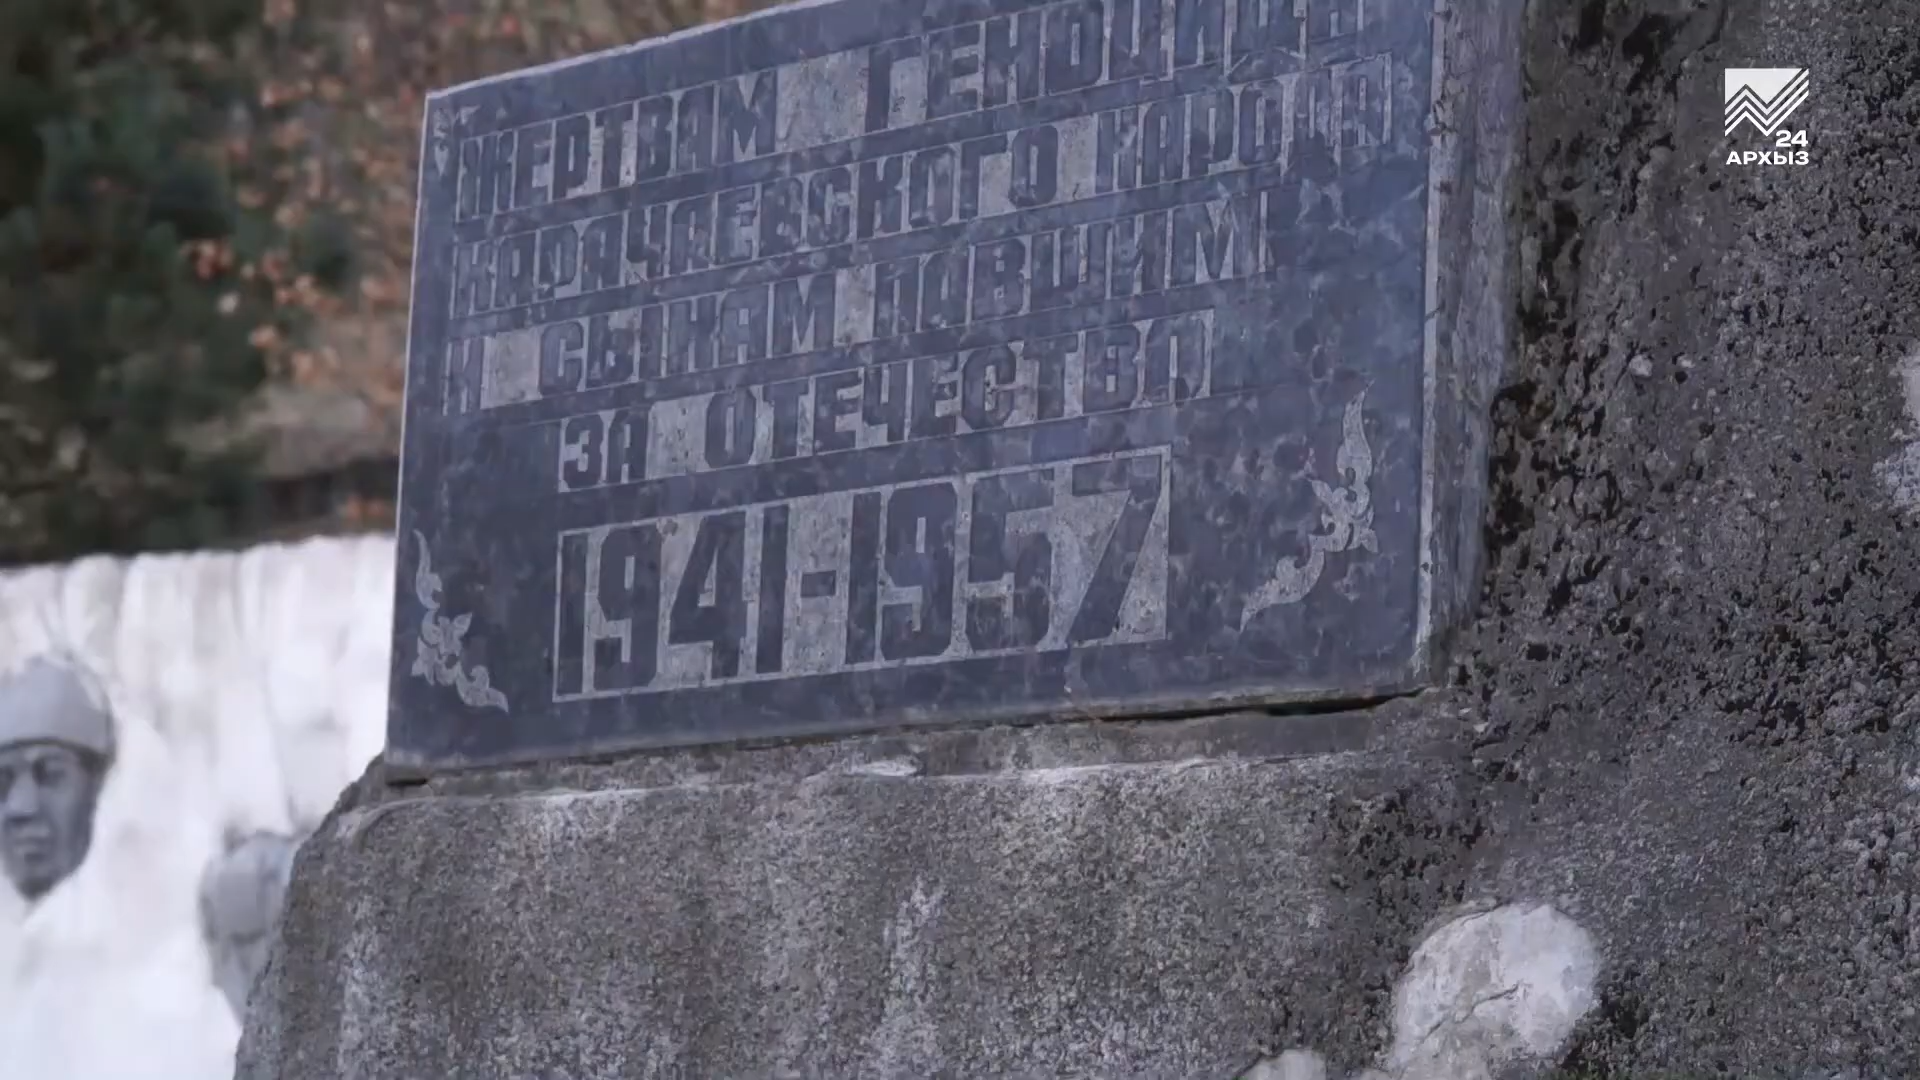 ЖЕРТВАМ ГЕНОЦИДА
КАРАЧАЕВСКОГО НАРОДА
И СЫНАМ ПАВШИМ
ЗА ОТЕЧЕСТВО
1941-1957
24
АРХЫЗ